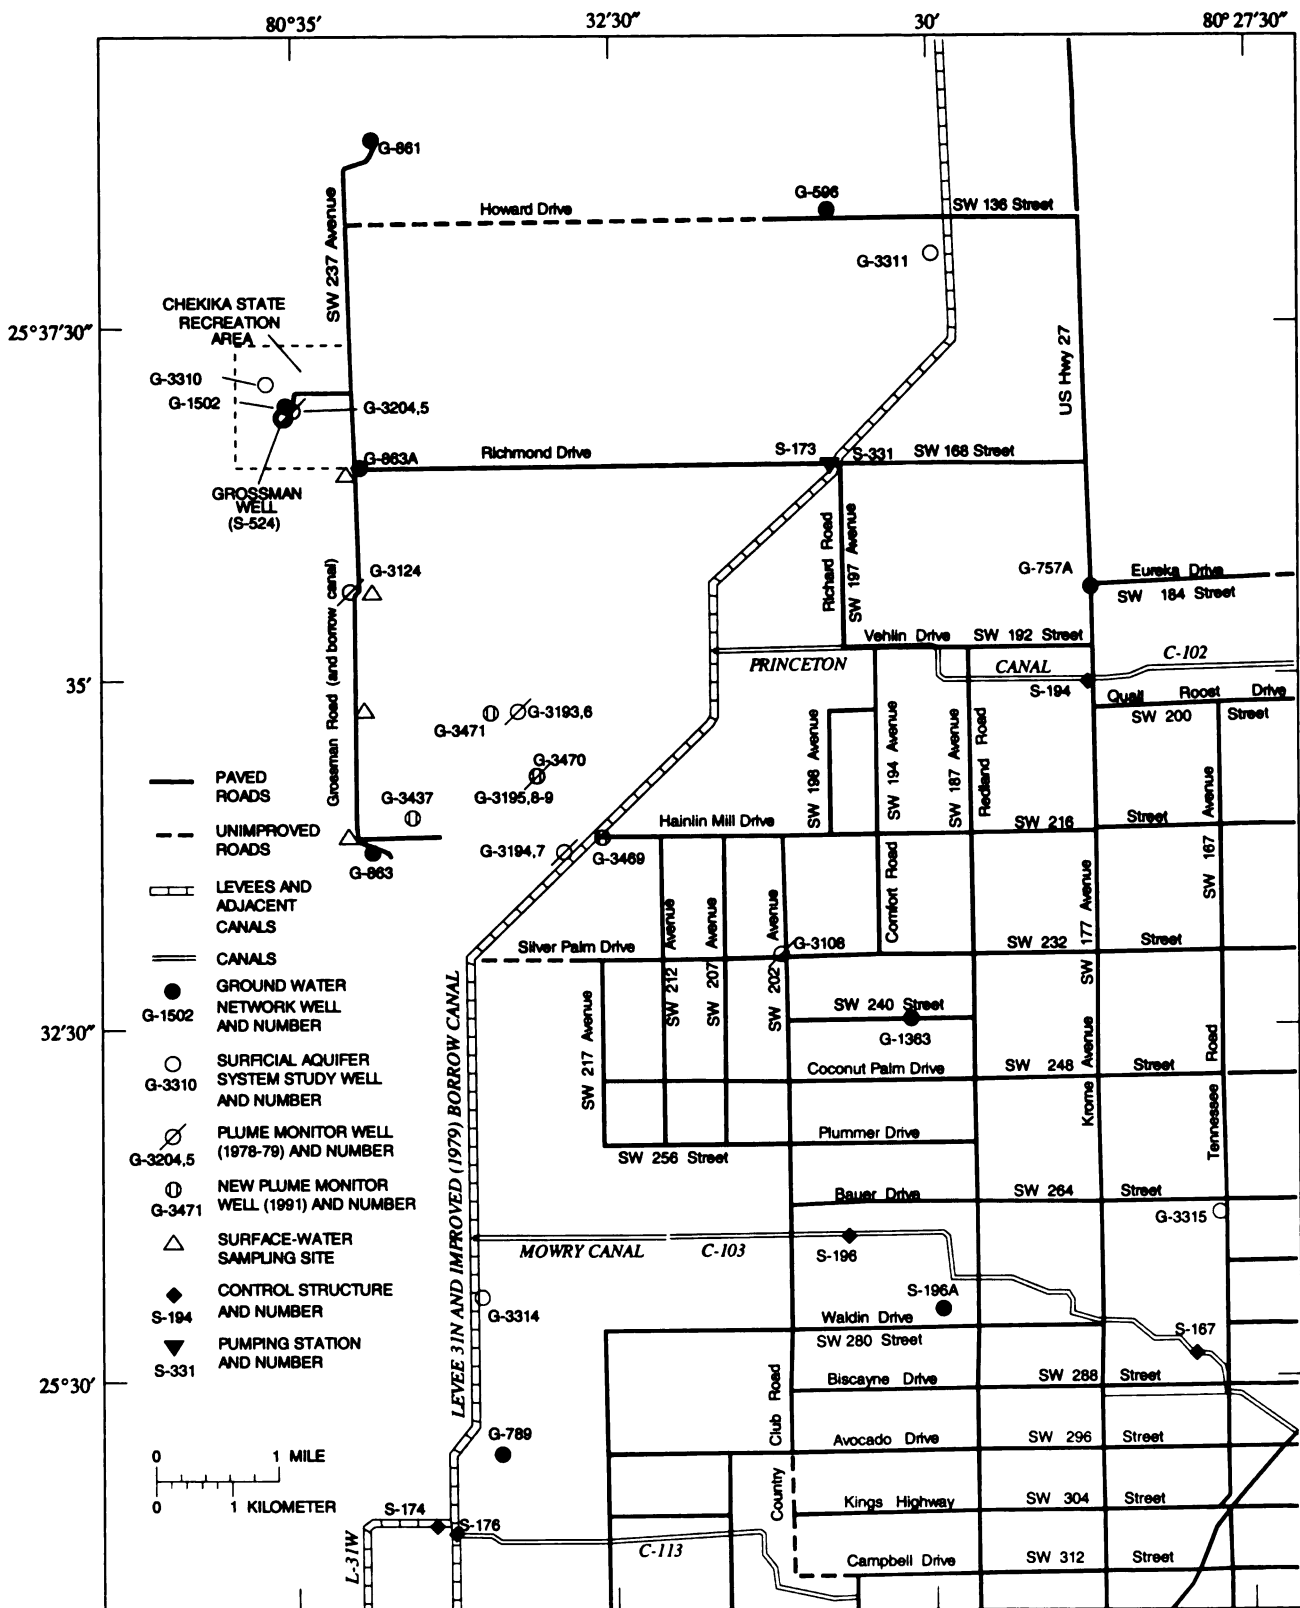 80°35′
32′30″
30′
80°27′30″
G-861
G-596
Howard Drive
SW 136 Street
SW 237 Avenue
G-3311
CHEKIKA STATE
RECREATION
AREA
25°37′30″
US Hwy 27
G-3310
G-1502
G-3204,5
G-863A
Richmond Drive
S-173
S-331
SW 168 Street
GROSSMAN
WELL
(S-524)
Richard Road
SW 197 Avenue
G-3124
G-757A
Eureka Drive
SW 184 Street
Grossman Road (and borrow canal)
Vehlin Drive
SW 192 Street
PRINCETON
CANAL
C-102
35′
S-194
Quail Roost Drive
SW 200 Street
G-3471
G-3193,6
SW 198 Avenue
SW 194 Avenue
SW 187 Avenue
Redland Road
G-3470
G-3195,8-9
PAVED
ROADS
G-3437
Hainlin Mill Drive
SW 216 Street
SW 167 Avenue
UNIMPROVED
ROADS
G-3194,7
G-3469
G-863
LEVEES AND
ADJACENT
CANALS
Comfort Road
SW 177 Avenue
SW 212 Avenue
SW 207 Avenue
SW 202 Avenue
Silver Palm Drive
G-3108
SW 232 Street
CANALS
GROUND WATER
NETWORK WELL
AND NUMBER
G-1502
SW 240 Street
G-1363
32′30″
SW 217 Avenue
Krome Avenue
Tennessee Road
SURFICIAL AQUIFER
SYSTEM STUDY WELL
AND NUMBER
G-3310
Coconut Palm Drive
SW 248 Street
PLUME MONITOR WELL
(1978-79) AND NUMBER
G-3204,5
Plummer Drive
SW 256 Street
NEW PLUME MONITOR
WELL (1991) AND NUMBER
G-3471
Bauer Drive
SW 264 Street
G-3315
LEVEE 31N AND IMPROVED (1979) BORROW CANAL
SURFACE-WATER
SAMPLING SITE
MOWRY CANAL
C-103
S-196
CONTROL STRUCTURE
AND NUMBER
S-194
S-196A
G-3314
Waldin Drive
SW 280 Street
S-167
PUMPING STATION
AND NUMBER
S-331
25°30′
Biscayne Drive
SW 288 Street
Country Club Road
G-789
Avocado Drive
SW 296 Street
0 1 MILE
0 1 KILOMETER
Kings Highway
SW 304 Street
S-174
S-176
L-31W
C-113
Campbell Drive
SW 312 Street